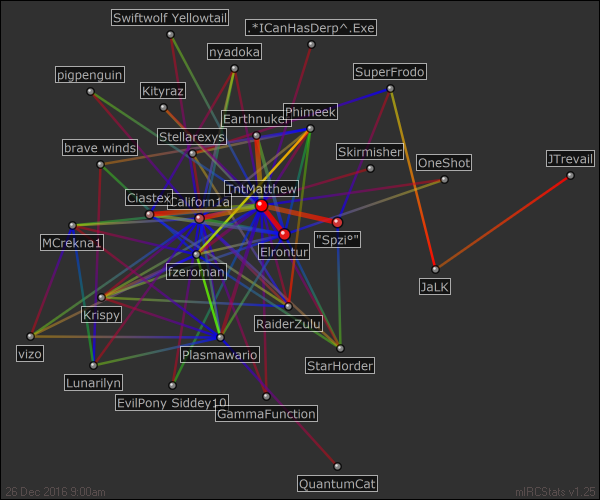 Swiftwolf Yellowtail
.*ICanHasDerp^.Exe
nyadoka
SuperFrodo
pigpenguin
Kityraz
Phimeek
Stellarexys
brave winds
Skirmisher
OneShot
JTrevail
TntMatthew
Ciastex
Californ1a
MCrekna1
Elrontur
"Spzi°"
fzeroman
JaLK
Krispy
RaiderZulu
vizo
Plasmawario
StarHorder
Lunarilyn
EvilPony Siddey10
GammaFunction
QuantumCat
26 Dec 2016 9:00am
mIRCStats v1.25